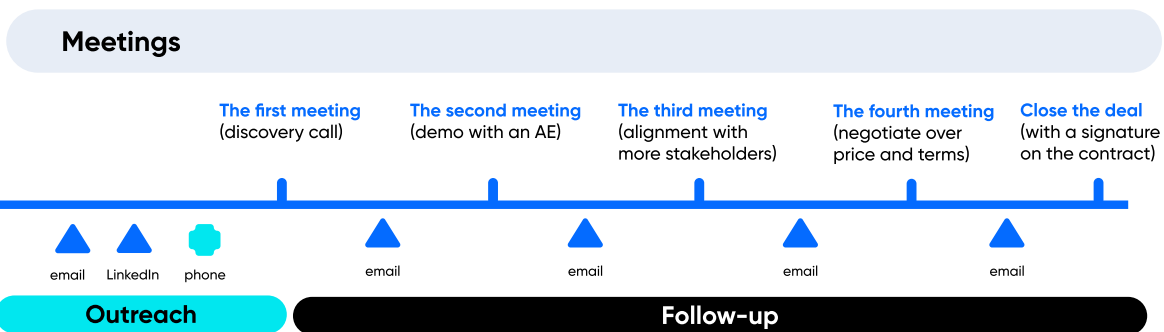 Meetings
The first meeting
(discovery call)
The second meeting
(demo with an AE)
The third meeting
(alignment with
more stakeholders)
The fourth meeting
(negotiate over
price and terms)
Close the deal
(with a signature
on the contract)
email
LinkedIn
phone
email
email
email
email
Outreach
Follow-up